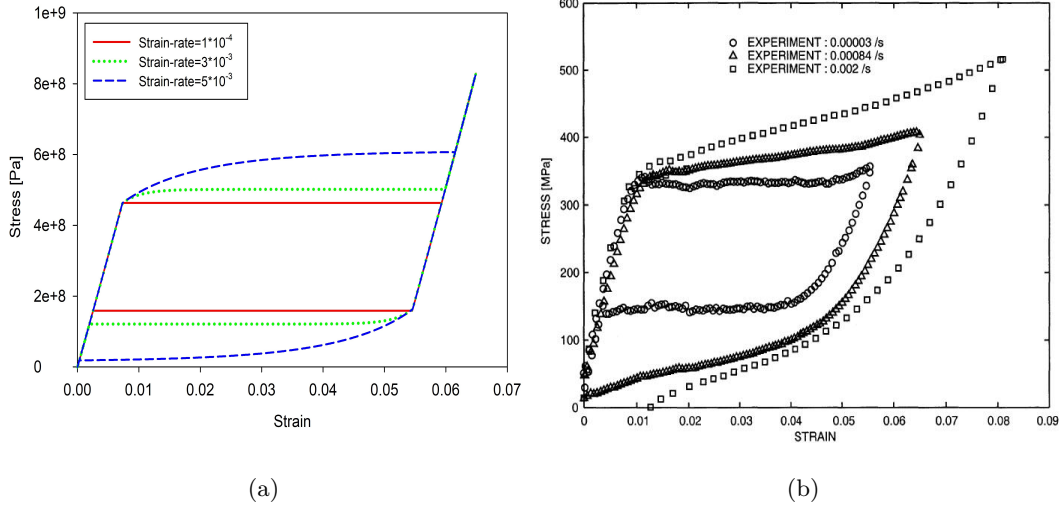 1e+9
8e+8
6e+8
4e+8
2e+8
0
Stress [Pa]
Strain-rate=1*10-4
Strain-rate=3*10-3
Strain-rate=5*10-3
0.00 0.01 0.02 0.03 0.04 0.05 0.06 0.07
Strain
(a)
600
500
400
300
200
100
0
STRESS [MPa]
EXPERIMENT : 0.00003 /s
EXPERIMENT : 0.00084 /s
EXPERIMENT : 0.002 /s
0 0.01 0.02 0.03 0.04 0.05 0.06 0.07 0.08 0.09
STRAIN
(b)